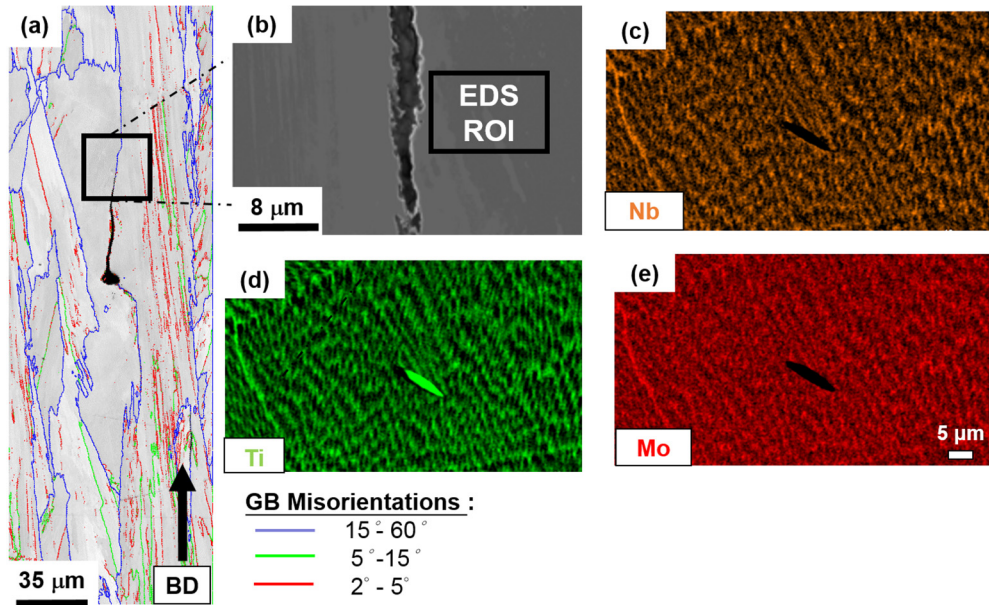 (a)
(b)
(c)
EDS
ROI
8 µm
Nb
(d)
(e)
Ti
Mo
5 µm
GB Misorientations :
15° - 60°
5° -15°
2° - 5°
35 µm
BD